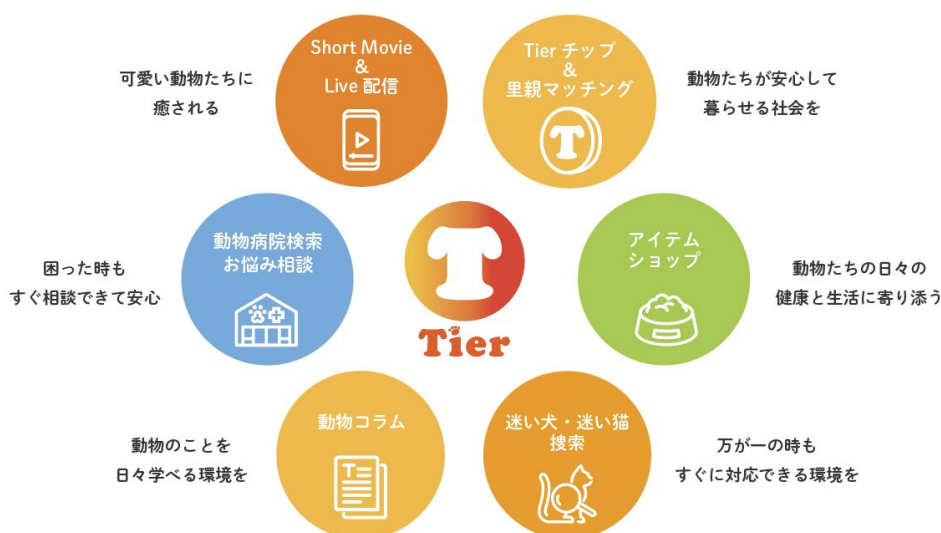 Short Movie
&
Live 配信
可愛い動物たちに
癒される
Tier チップ
&
里親マッチング
動物たちが安心して
暮らせる社会を
動物病院検索
お悩み相談
困った時も
すぐ相談できて安心
T
Tier
アイテム
ショップ
動物たちの日々の
健康と生活に寄り添う
動物コラム
動物のことを
日々学べる環境を
迷い犬・迷い猫
捜索
万が一の時も
すぐに対応できる環境を